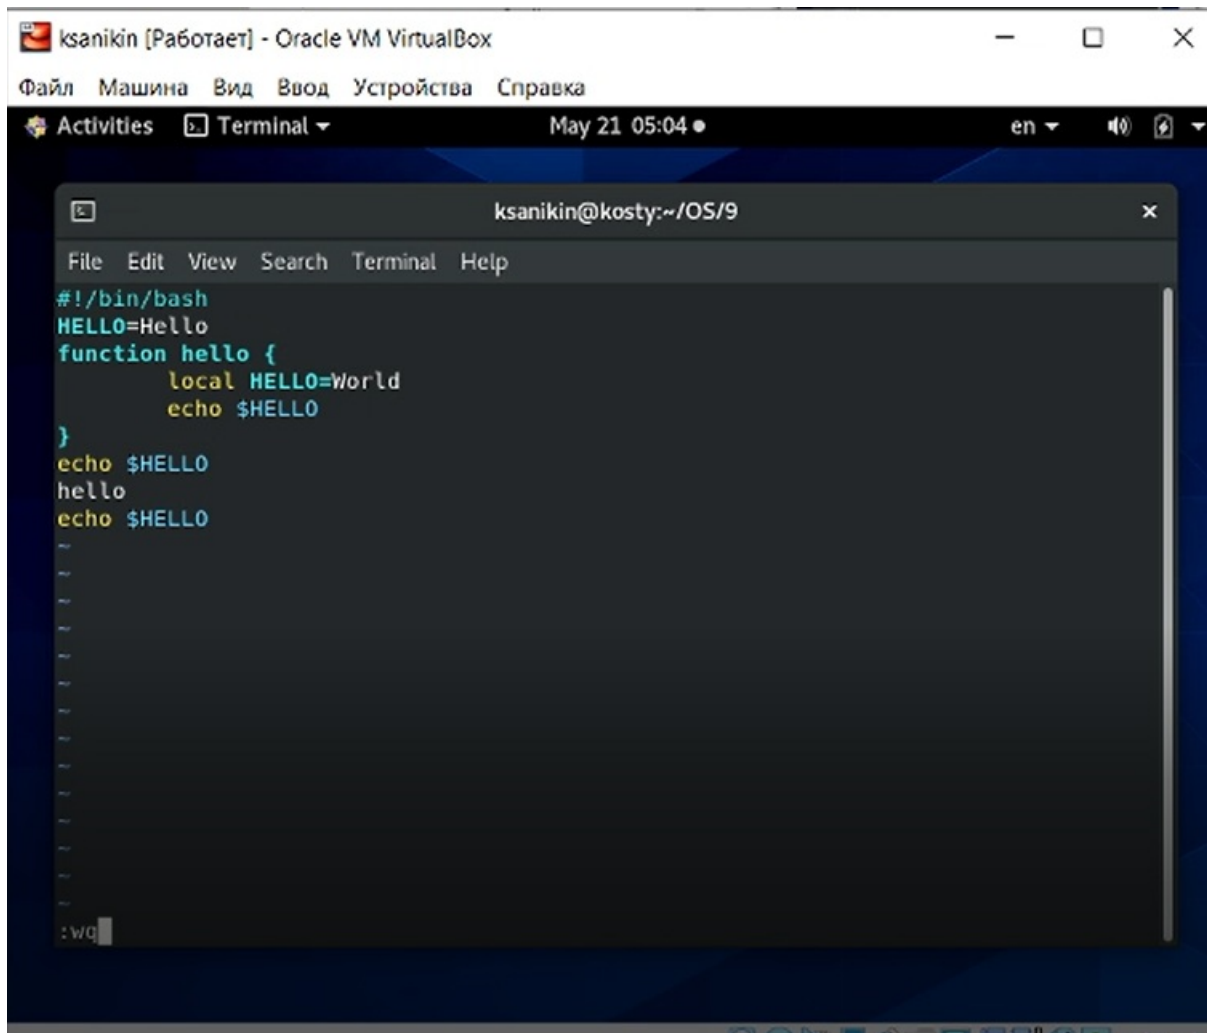 ksanikin [Работает] - Oracle VM VirtualBox
Файл Машина Вид Ввод Устройства Справка
Activities Terminal May 21 05:04 en
ksanikin@kosty:~/OS/9
File Edit View Search Terminal Help
#!/bin/bash
HELLO=Hello
function hello {
local HELLO=World
echo $HELLO
}
echo $HELLO
hello
echo $HELLO
~
~
~
~
~
~
~
~
~
~
~
~
~
~
:wq